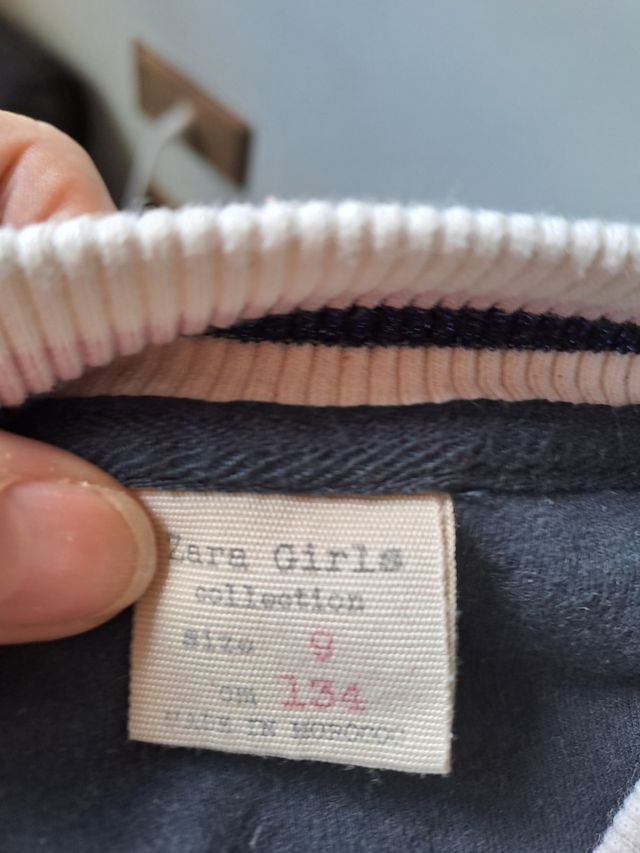 Zara Girls
collection
size 9
cm 134
MADE IN MOROCCO